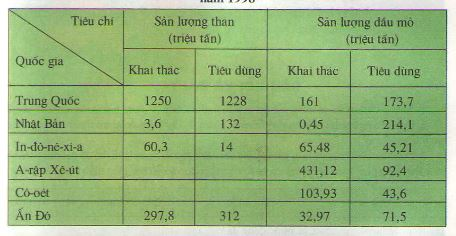 năm 1998
Tiêu chí
Quốc gia
Sản lượng than
(triệu tấn)
Sản lượng dầu mỏ
(triệu tấn)
Khai thác Tiêu dùng Khai thác Tiêu dùng
Trung Quốc 1250 1228 161 173,7
Nhật Bản 3,6 132 0,45 214,1
In-đô-nê-xi-a 60,3 14 65,48 45,21
A-rập Xê-út 431,12 92,4
Cô-oét 103,93 43,6
Ấn Độ 297,8 312 32,97 71,5